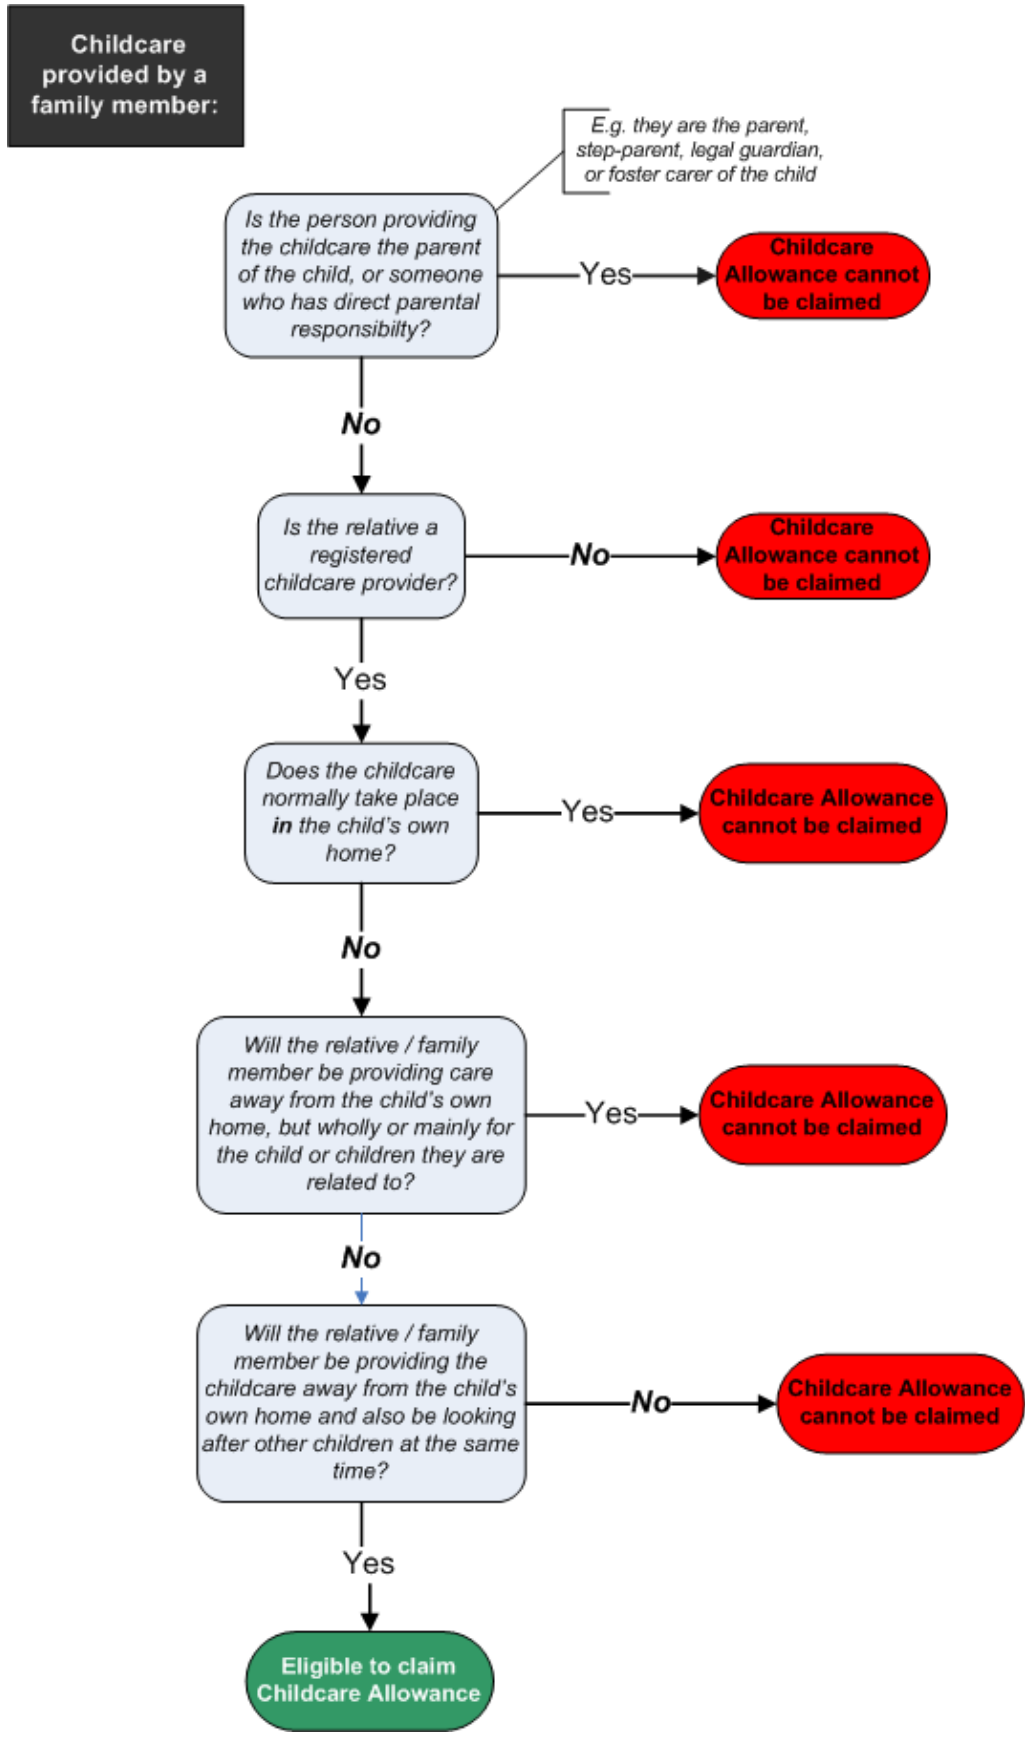 Childcare
provided by a
family member:
E.g. they are the parent,
step-parent, legal guardian,
or foster carer of the child
Is the person providing
the childcare the parent
of the child, or someone
who has direct parental
responsibilty?
Yes
Childcare
Allowance cannot
be claimed
No
Is the relative a
registered
childcare provider?
No
Childcare
Allowance cannot
be claimed
Yes
Does the childcare
normally take place
in the child's own
home?
Yes
Childcare Allowance
cannot be claimed
No
Will the relative / family
member be providing care
away from the child's own
home, but wholly or mainly for
the child or children they are
related to?
Yes
Childcare Allowance
cannot be claimed
No
Will the relative / family
member be providing the
childcare away from the child's
own home and also be looking
after other children at the same
time?
No
Childcare Allowance
cannot be claimed
Yes
Eligible to claim
Childcare Allowance